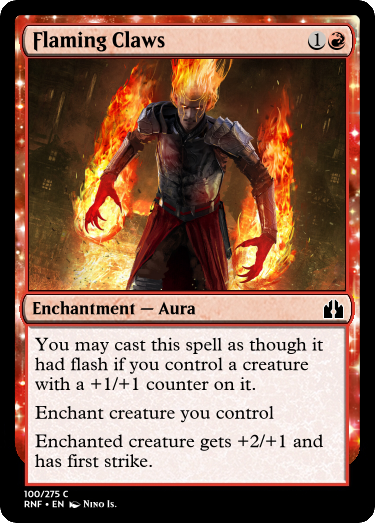 Flaming Claws 1
Enchantment — Aura
You may cast this spell as though it
had flash if you control a creature
with a +1/+1 counter on it.
Enchant creature you control
Enchanted creature gets +2/+1 and
has first strike.
100/275 C
RNF • EN Nino Is.